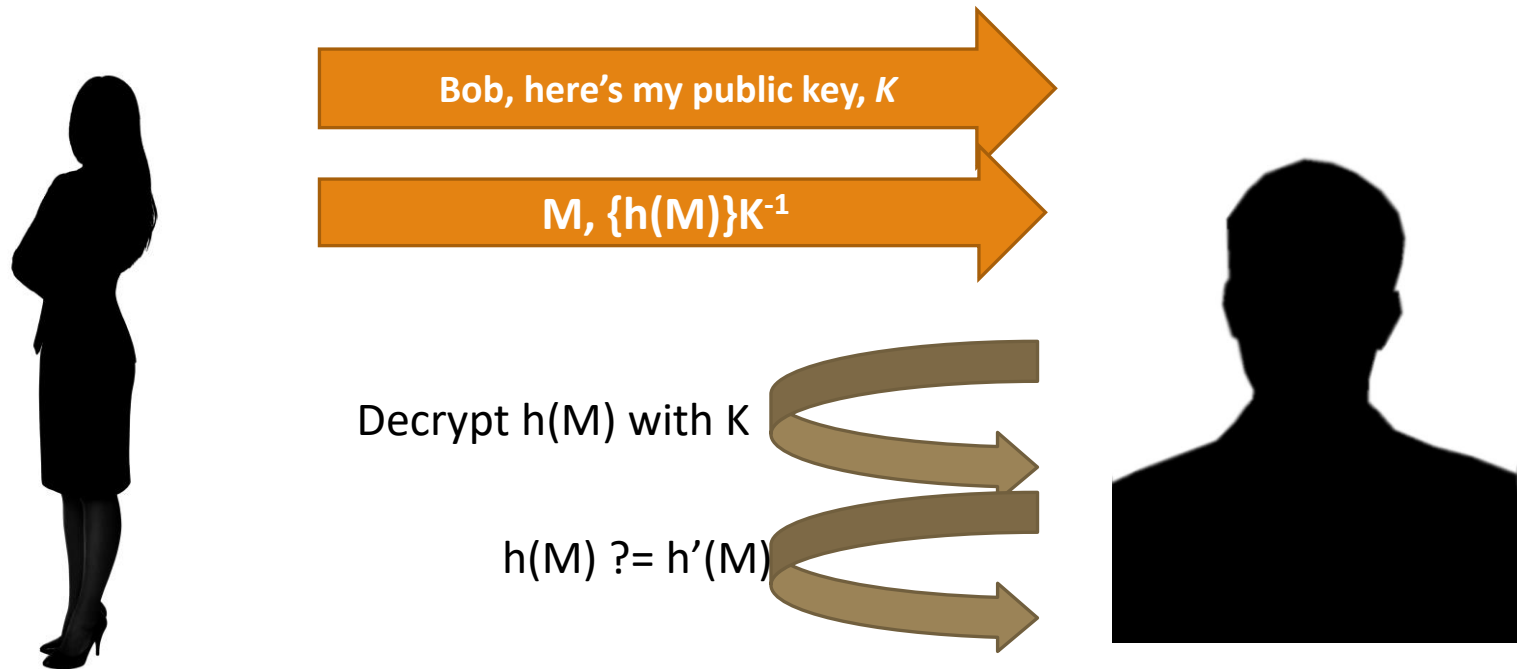 Bob, here’s my public key, K
M, {h(M)}K⁻¹
Decrypt h(M) with K
h(M) ?= h’(M)